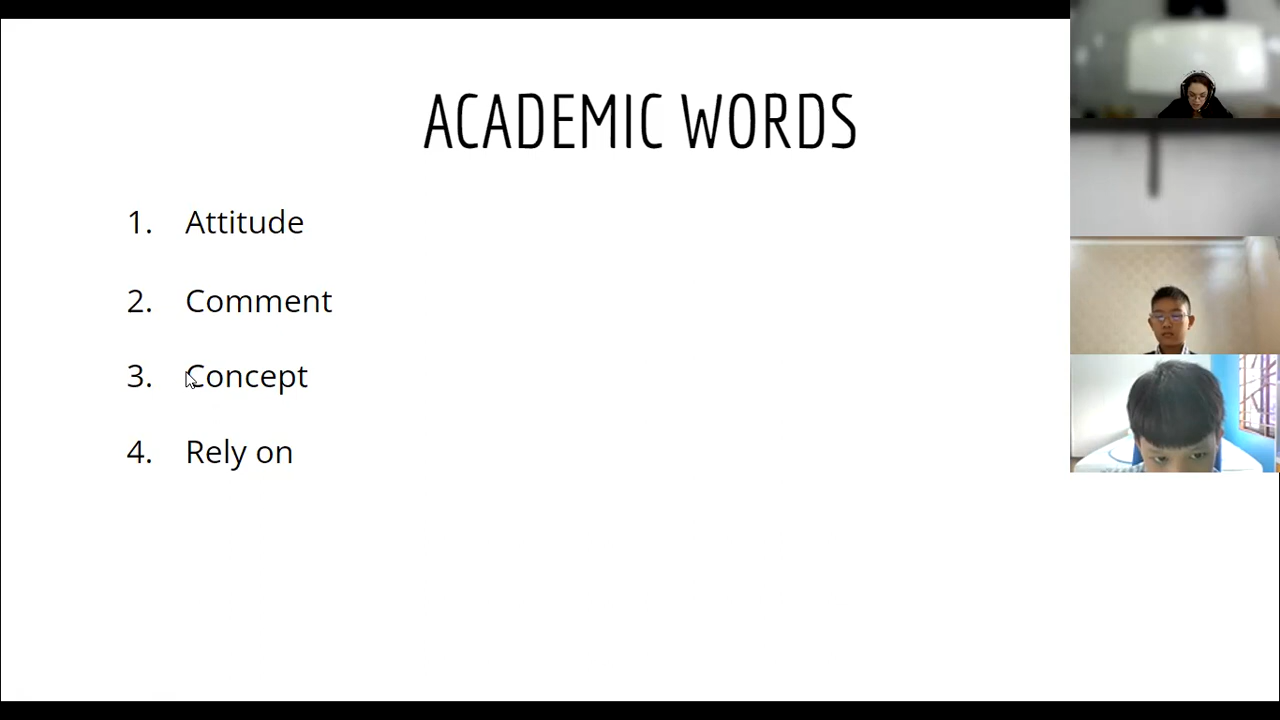 ACADEMIC WORDS
1. Attitude
2. Comment
3. Concept
4. Rely on